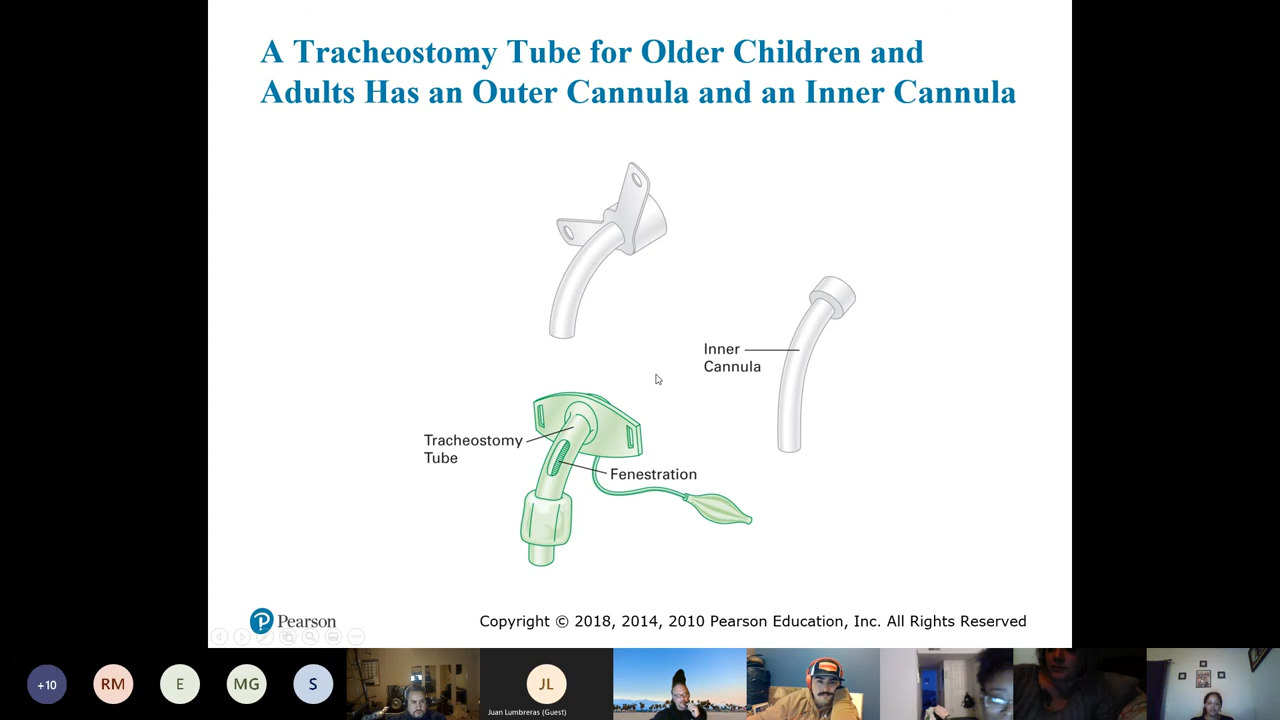 A Tracheostomy Tube for Older Children and
Adults Has an Outer Cannula and an Inner Cannula
Inner
Cannula
Tracheostomy
Tube
Fenestration
Pearson
Copyright © 2018, 2014, 2010 Pearson Education, Inc. All Rights Reserved
+10
RM
E
MG
S
JL
Juan Lumbreras (Guest)